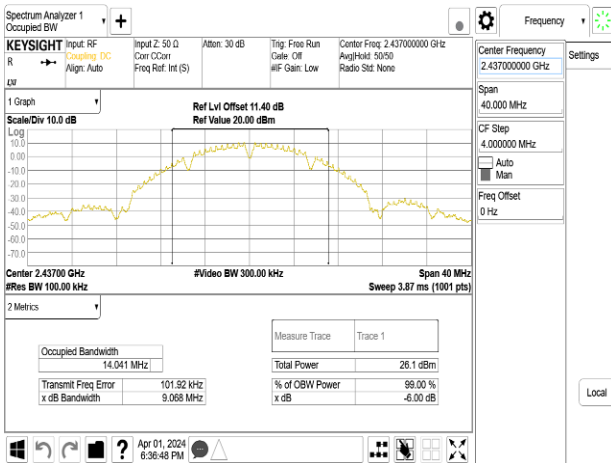 Spectrum Analyzer 1
Occupied BW
Frequency
KEYSIGHT
R
Input: RF
Coupling: DC
Align: Auto
Input Z: 50 Ω
Corr CCorr
Freq Ref: Int (S)
Atten: 30 dB
Trig: Free Run
Gate: Off
#IF Gain: Low
Center Freq: 2.437000000 GHz
Avg|Hold: 50/50
Radio Std: None
Center Frequency
2.437000000 GHz
Settings
Span
40.000 MHz
CF Step
4.000000 MHz
Auto
Man
Freq Offset
0 Hz
Local
1 Graph
Scale/Div 10.0 dB
Ref Lvl Offset 11.40 dB
Ref Value 20.00 dBm
Log
10.0
0.00
-10.0
-20.0
-30.0
-40.0
-50.0
-60.0
-70.0
Center 2.43700 GHz
#Video BW 300.00 kHz
Span 40 MHz
#Res BW 100.00 kHz
Sweep 3.87 ms (1001 pts)
2 Metrics
Measure Trace
Trace 1
Occupied Bandwidth
14.041 MHz
Total Power
26.1 dBm
Transmit Freq Error
101.92 kHz
% of OBW Power
99.00 %
x dB Bandwidth
9.068 MHz
x dB
-6.00 dB
?
Apr 01, 2024
6:36:48 PM